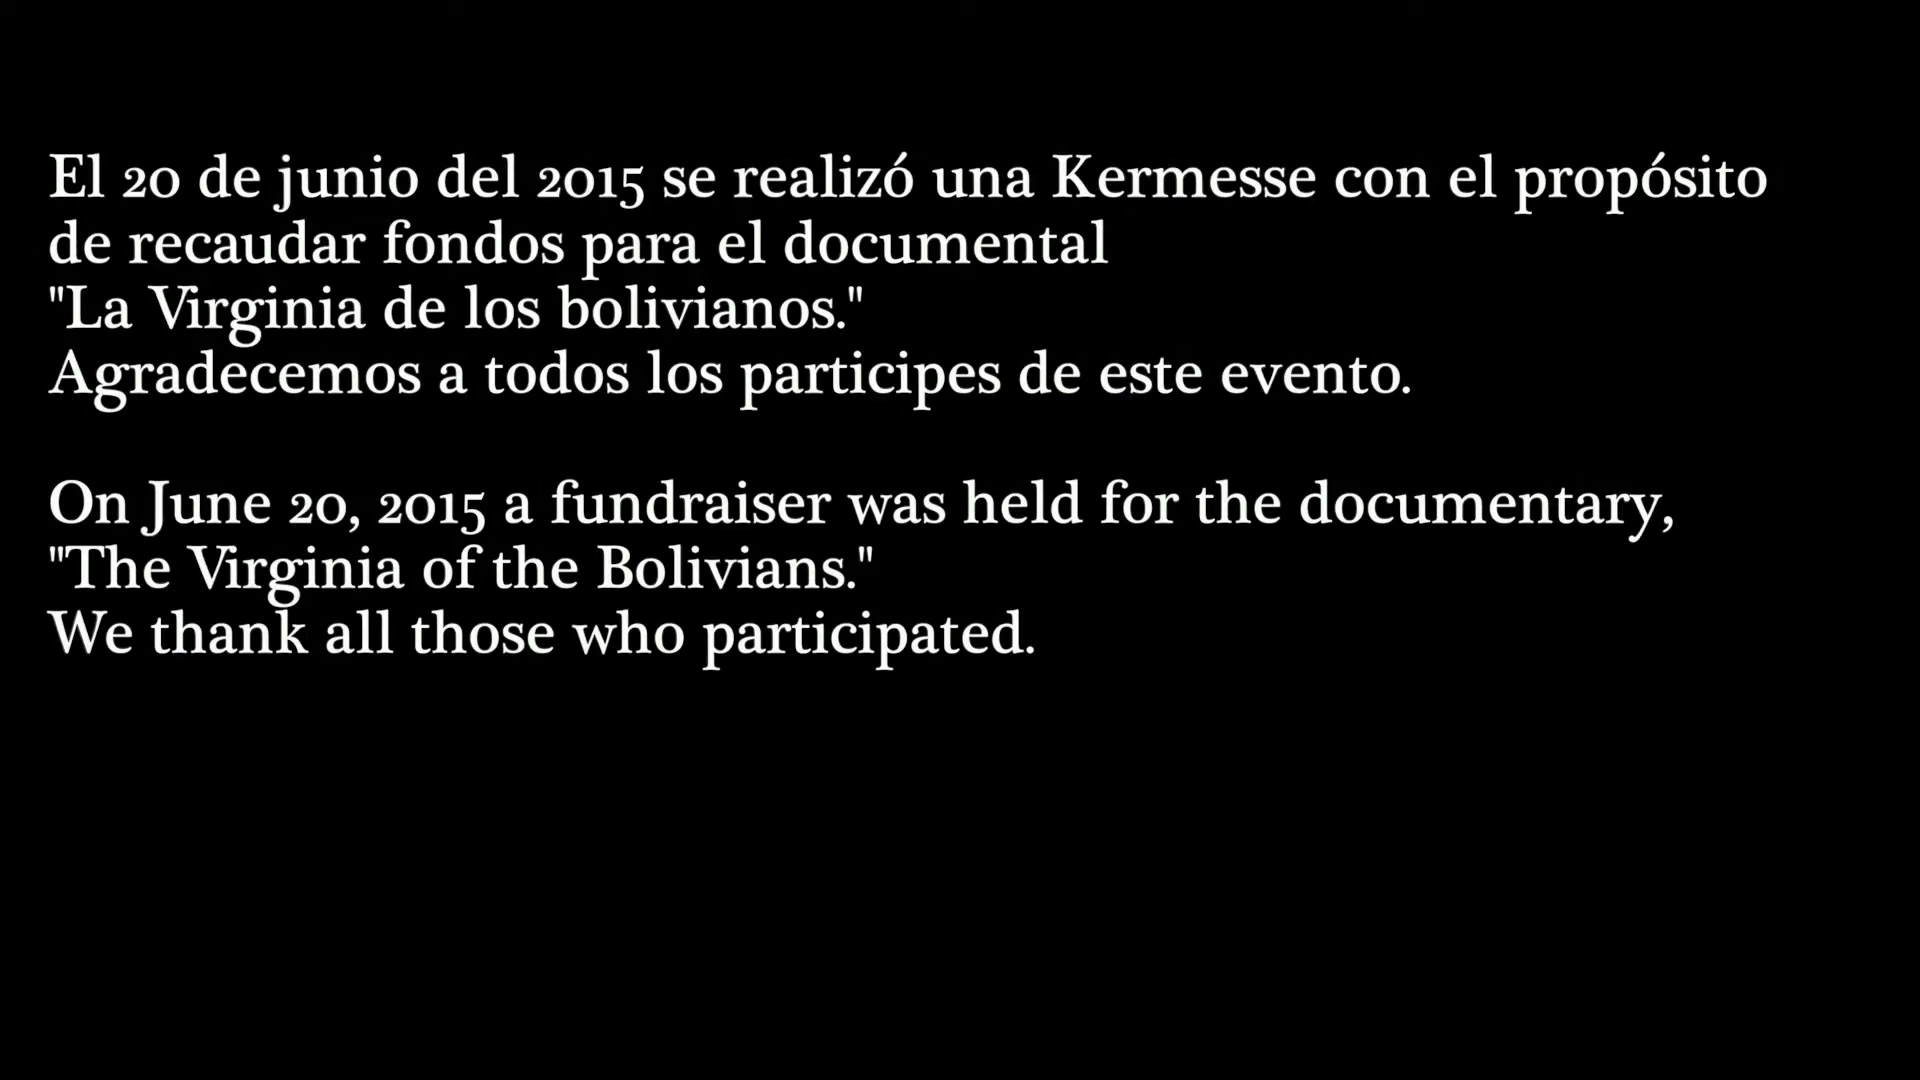 El 20 de junio del 2015 se realizó una Kermesse con el propósito
de recaudar fondos para el documental
"La Virginia de los bolivianos."
Agradecemos a todos los participes de este evento.
On June 20, 2015 a fundraiser was held for the documentary,
"The Virginia of the Bolivians."
We thank all those who participated.